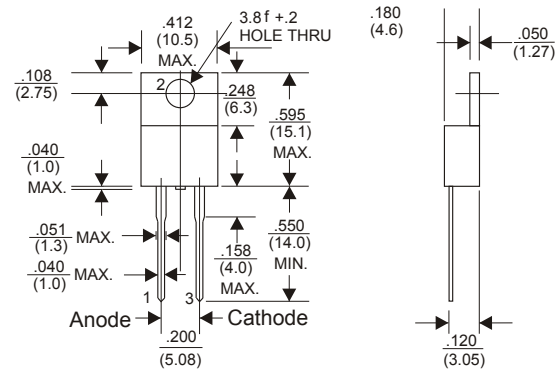 .412
(10.5)
MAX.
3.8 f +.2
HOLE THRU
.180
(4.6)
.050
(1.27)
.108
(2.75)
2
.248
(6.3)
.595
(15.1)
MAX.
.040
(1.0)
MAX.
.051
(1.3) MAX.
.550
(14.0)
MIN.
.158
(4.0)
MAX.
.040
(1.0) MAX.
1
3
Anode
Cathode
.200
(5.08)
.120
(3.05)